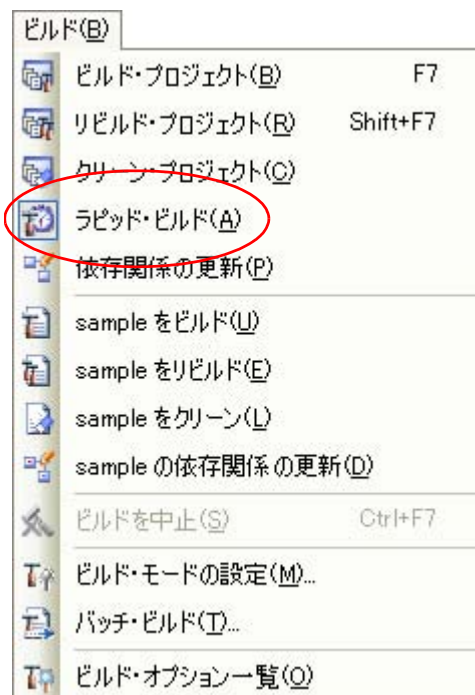 ビルド(B)
ビルド・プロジェクト(B) F7
リビルド・プロジェクト(R) Shift+F7
クリーン・プロジェクト(C)
ラピッド・ビルド(A)
依存関係の更新(P)
sample をビルド(U)
sample をリビルド(E)
sample をクリーン(L)
sample の依存関係の更新(D)
ビルドを中止(S) Ctrl+F7
ビルド・モードの設定(M)...
バッチ・ビルド(T)...
ビルド・オプション一覧(O)